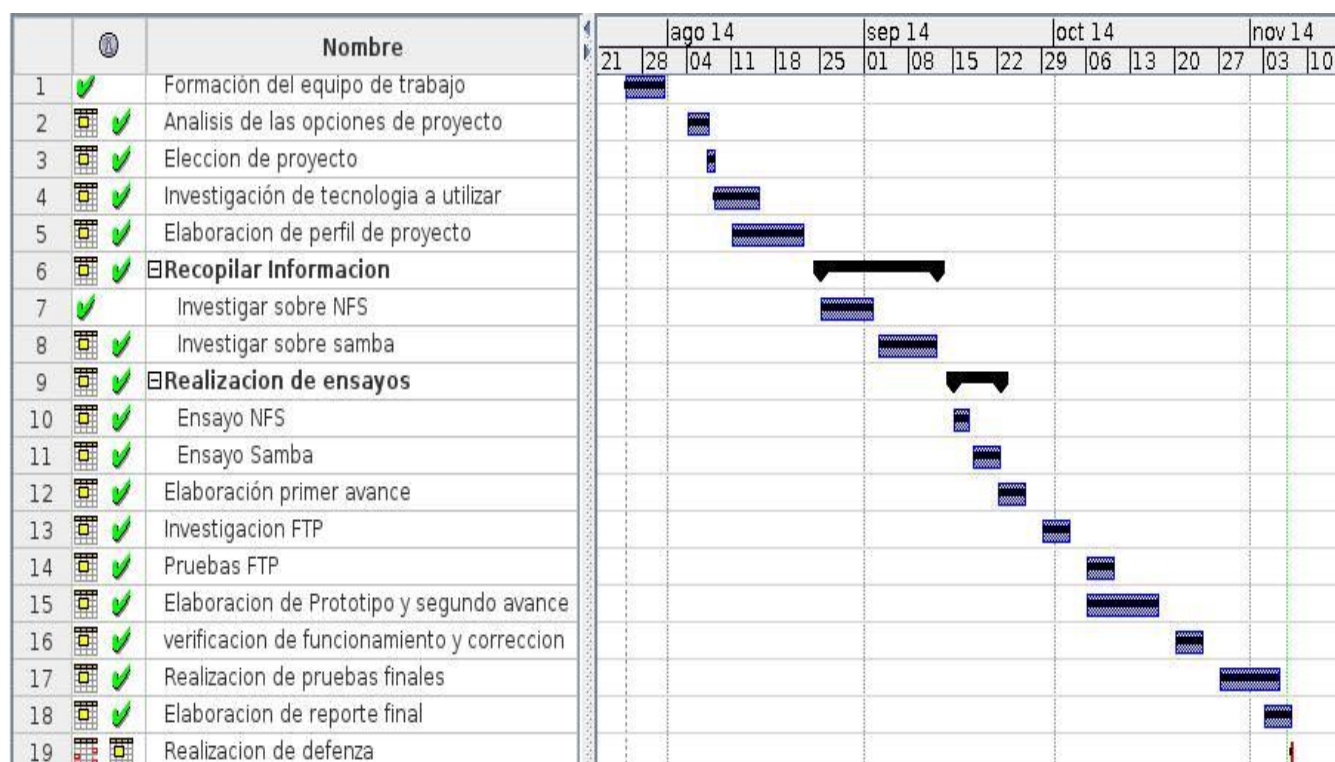 Nombre
ago 14 sep 14 oct 14 nov 14
21 28 04 11 18 25 01 08 15 22 29 06 13 20 27 03 10
1 Formación del equipo de trabajo
2 Analisis de las opciones de proyecto
3 Eleccion de proyecto
4 Investigación de tecnologia a utilizar
5 Elaboracion de perfil de proyecto
6 Recopilar Informacion
7 Investigar sobre NFS
8 Investigar sobre samba
9 Realizacion de ensayos
10 Ensayo NFS
11 Ensayo Samba
12 Elaboración primer avance
13 Investigacion FTP
14 Pruebas FTP
15 Elaboracion de Prototipo y segundo avance
16 verificacion de funcionamiento y correccion
17 Realizacion de pruebas finales
18 Elaboracion de reporte final
19 Realizacion de defenza